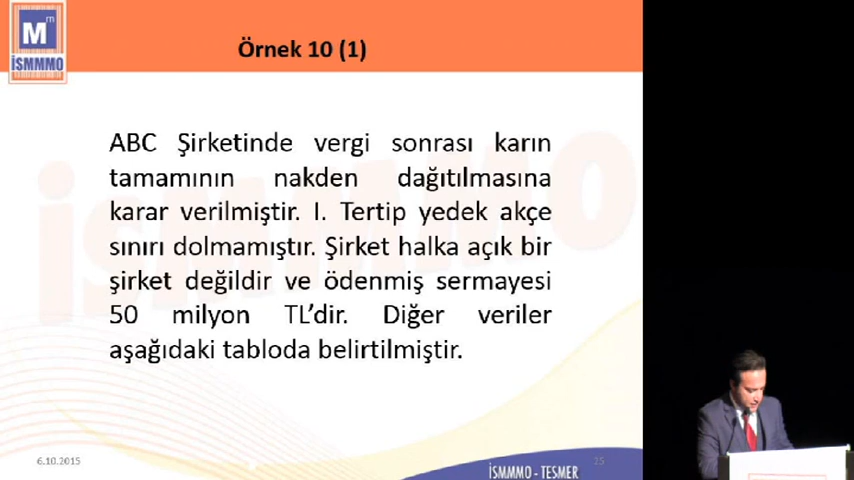 Mm
İSMMMO
Örnek 10 (1)
ABC Şirketinde vergi sonrası karın
tamamının nakden dağıtılmasına
karar verilmiştir. I. Tertip yedek akçe
sınırı dolmamıştır. Şirket halka açık bir
şirket değildir ve ödenmiş sermayesi
50 milyon TL’dir. Diğer veriler
aşağıdaki tabloda belirtilmiştir.
6.10.2015
İSMMMO - TESMER
25